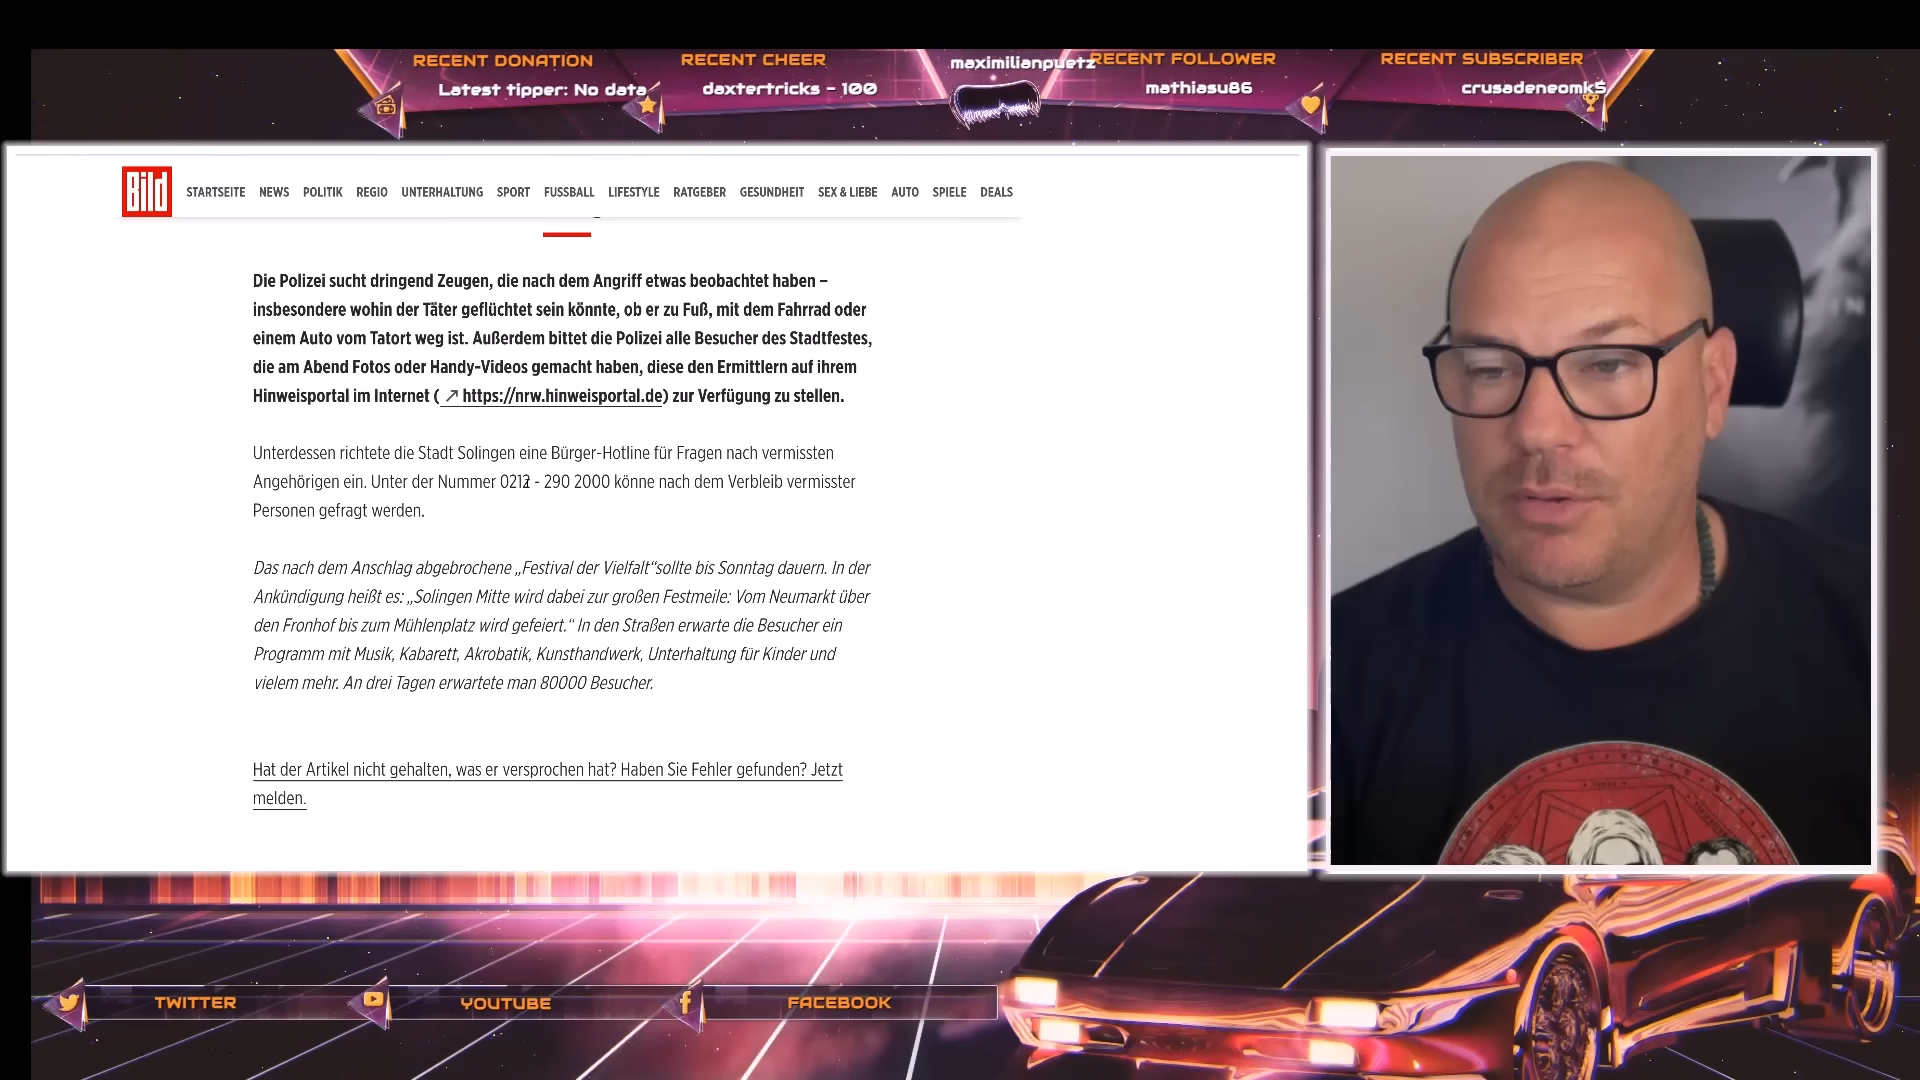 RECENT DONATION
Latest tipper: No data
RECENT CHEER
daxtertricks - 100
maximilianpuetz
RECENT FOLLOWER
mathiasu86
RECENT SUBSCRIBER
crusadeneomk5
Bild
STARTSEITE NEWS POLITIK REGIO UNTERHALTUNG SPORT FUSSBALL LIFESTYLE RATGEBER GESUNDHEIT SEX & LIEBE AUTO SPIELE DEALS
Die Polizei sucht dringend Zeugen, die nach dem Angriff etwas beobachtet haben –
insbesondere wohin der Täter geflüchtet sein könnte, ob er zu Fuß, mit dem Fahrrad oder
einem Auto vom Tatort weg ist. Außerdem bittet die Polizei alle Besucher des Stadtfestes,
die am Abend Fotos oder Handy-Videos gemacht haben, diese den Ermittlern auf ihrem
Hinweisportal im Internet ( ↗ https://nrw.hinweisportal.de) zur Verfügung zu stellen.
Unterdessen richtete die Stadt Solingen eine Bürger-Hotline für Fragen nach vermissten
Angehörigen ein. Unter der Nummer 0212 - 290 2000 könne nach dem Verbleib vermisster
Personen gefragt werden.
Das nach dem Anschlag abgebrochene „Festival der Vielfalt“sollte bis Sonntag dauern. In der
Ankündigung heißt es: „Solingen Mitte wird dabei zur großen Festmeile: Vom Neumarkt über
den Fronhof bis zum Mühlenplatz wird gefeiert.“ In den Straßen erwarte die Besucher ein
Programm mit Musik, Kabarett, Akrobatik, Kunsthandwerk, Unterhaltung für Kinder und
vielem mehr. An drei Tagen erwartete man 80000 Besucher.
Hat der Artikel nicht gehalten, was er versprochen hat? Haben Sie Fehler gefunden? Jetzt
melden.
TWITTER
YOUTUBE
FACEBOOK